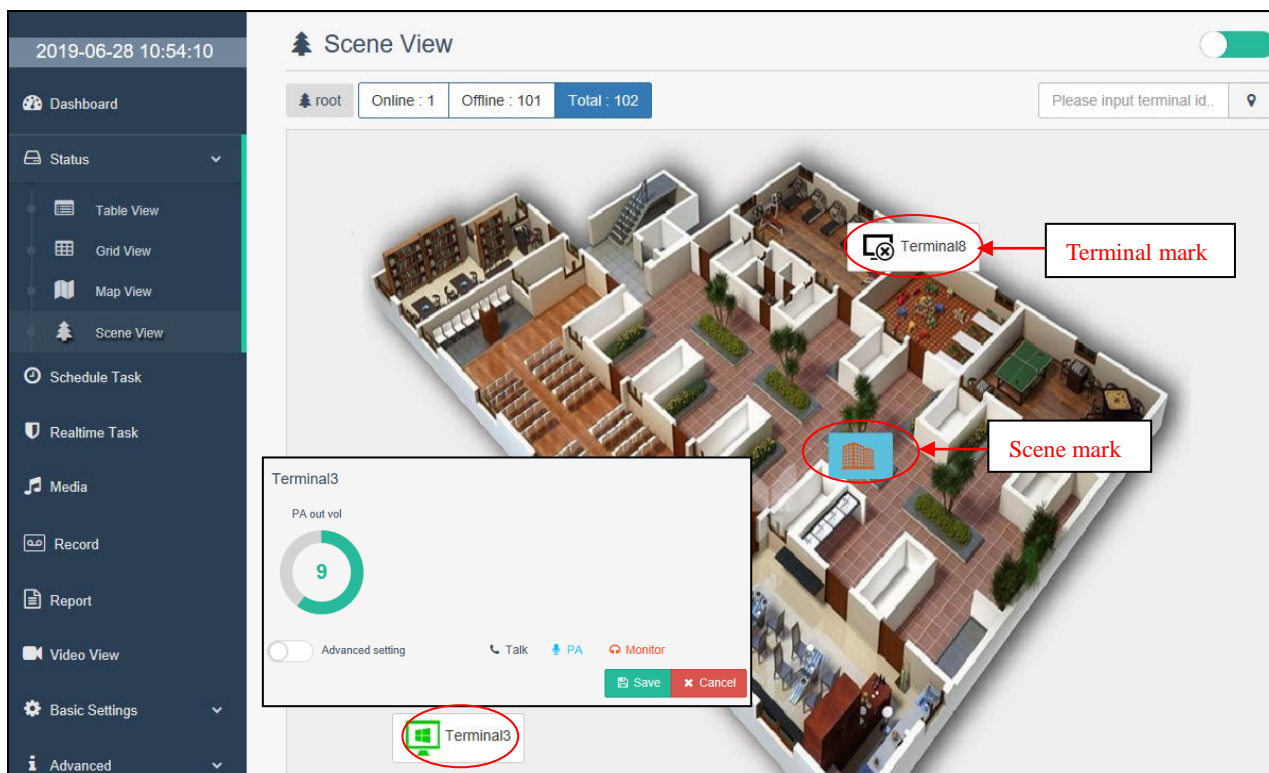 2019-06-28 10:54:10
Dashboard
Status
Table View
Grid View
Map View
Scene View
Schedule Task
Realtime Task
Media
Record
Report
Video View
Basic Settings
Advanced
Scene View
root
Online : 1
Offline : 101
Total : 102
Please input terminal id..
Terminal8
Terminal mark
Scene mark
Terminal3
PA out vol
9
Advanced setting
Talk
PA
Monitor
Save
Cancel
Terminal3